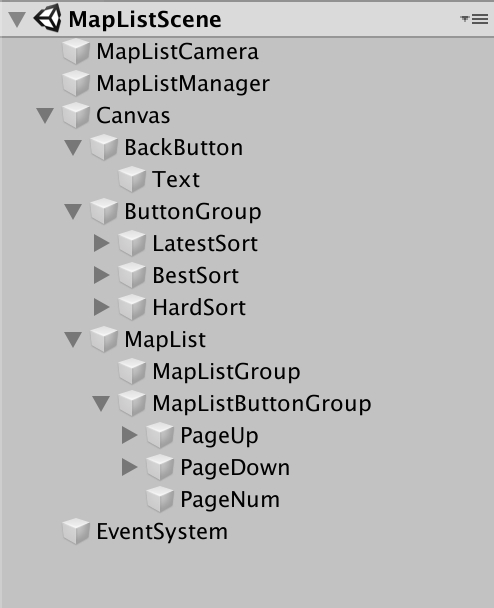 MapListScene
MapListCamera
MapListManager
Canvas
BackButton
Text
ButtonGroup
LatestSort
BestSort
HardSort
MapList
MapListGroup
MapListButtonGroup
PageUp
PageDown
PageNum
EventSystem